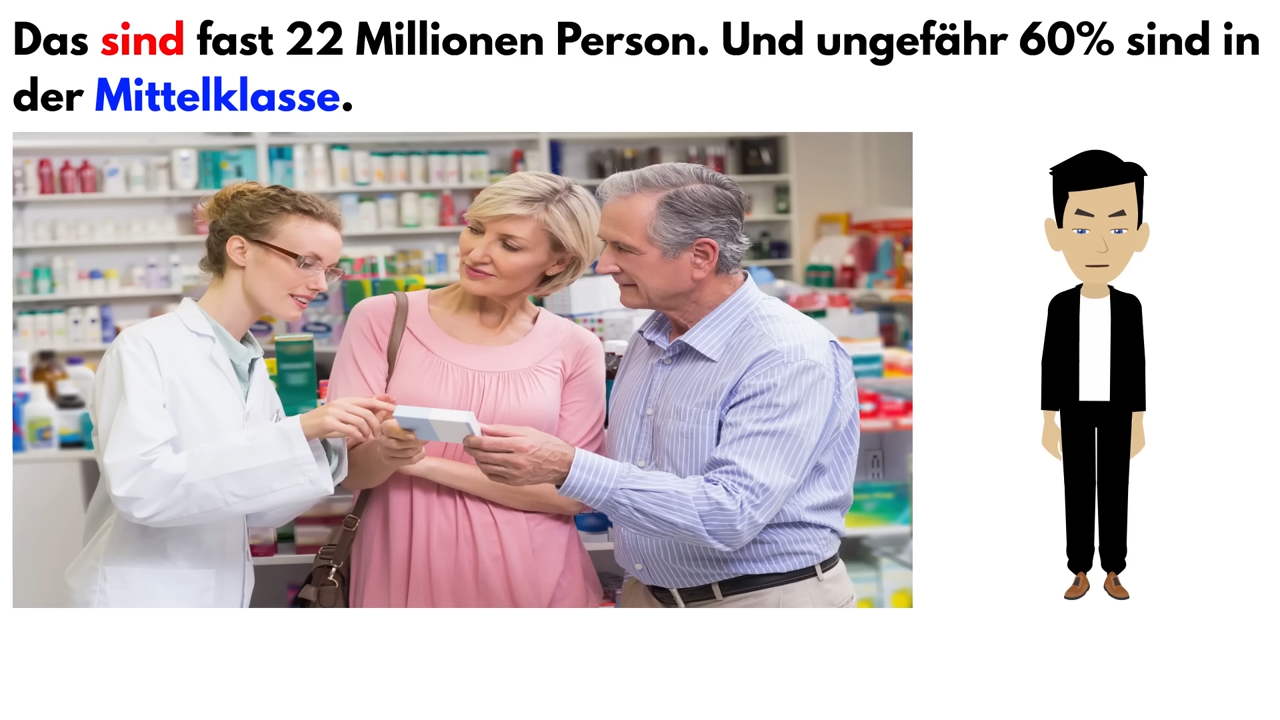 Das sind fast 22 Millionen Person. Und ungefähr 60% sind in
der Mittelklasse.